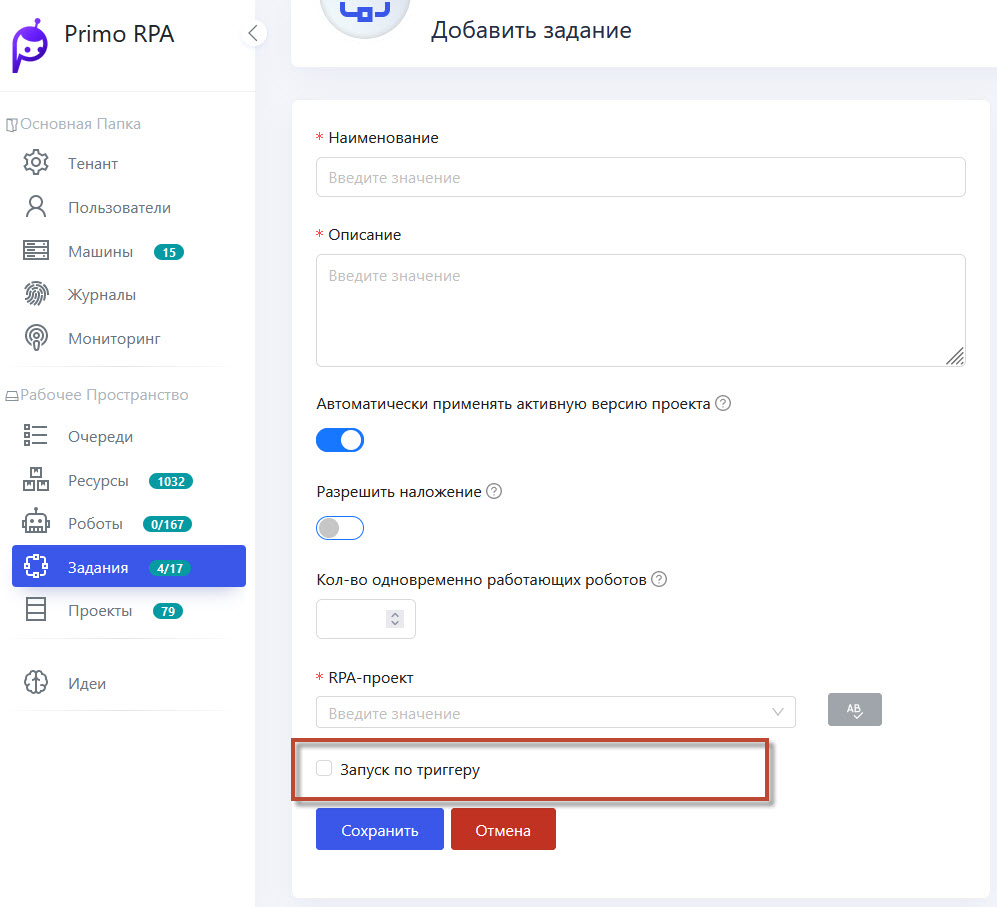 Primo RPA
Основная Папка
Тенант
Пользователи
Машины 15
Журналы
Мониторинг
Рабочее Пространство
Очереди
Ресурсы 1032
Роботы 0/167
Задания 4/17
Проекты 79
Идеи
Добавить задание
* Наименование
Введите значение
* Описание
Введите значение
Автоматически применять активную версию проекта ?
Разрешить наложение ?
Кол-во одновременно работающих роботов ?
* RPA-проект
Введите значение
AB
Запуск по триггеру
Сохранить
Отмена